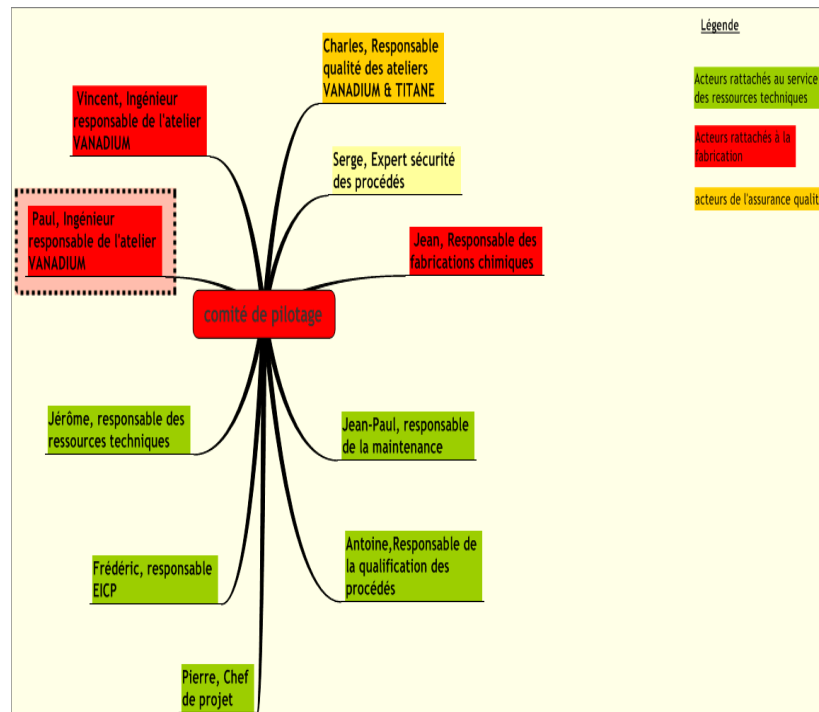 Légende
Charles, Responsable
qualité des ateliers
VANADIUM & TITANE
Acteurs rattachés au service
des ressources techniques
Vincent, Ingénieur
responsable de l'atelier
VANADIUM
Acteurs rattachés à la
fabrication
Serge, Expert sécurité
des procédés
acteurs de l'assurance qualit
Paul, Ingénieur
responsable de l'atelier
VANADIUM
Jean, Responsable des
fabrications chimiques
comité de pilotage
Jérôme, responsable des
ressources techniques
Jean-Paul, responsable
de la maintenance
Antoine,Responsable de
la qualification des
procédés
Frédéric, responsable
EICP
Pierre, Chef
de projet